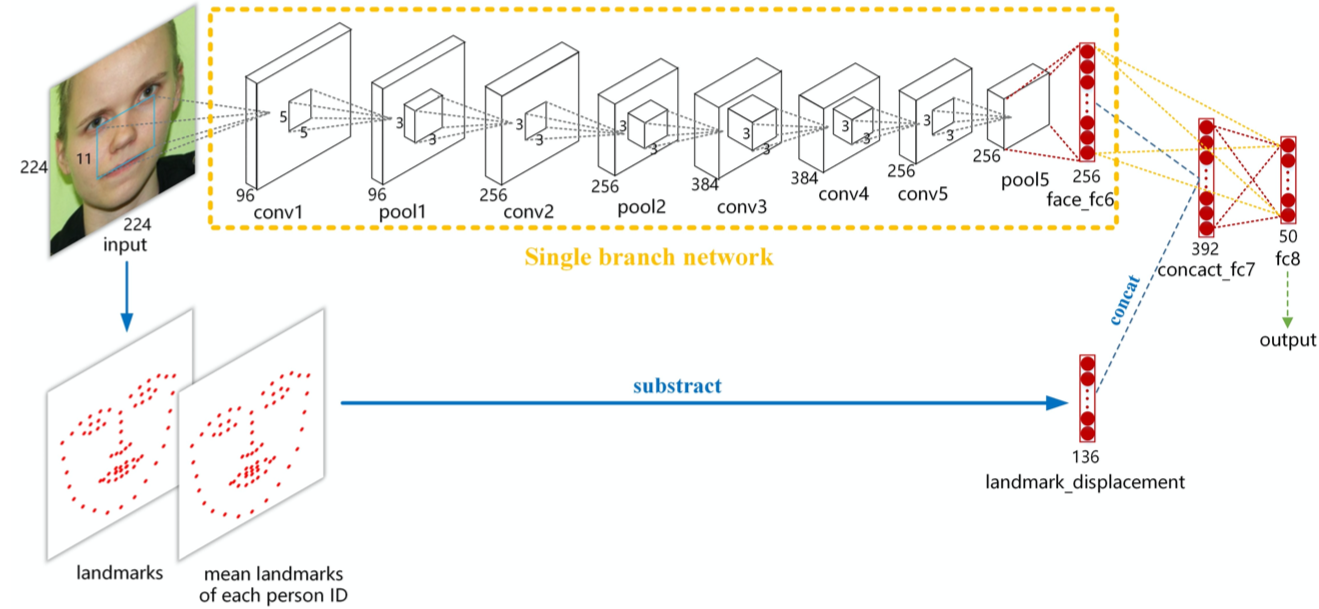 224
11
224
input
5
5
96
conv1
3
3
96
pool1
3
3
256
conv2
3
3
256
pool2
3
3
384
conv3
3
3
384
conv4
3
3
256
conv5
256
pool5
256
face_fc6
Single branch network
392
concact_fc7
50
fc8
output
concat
substract
136
landmark_displacement
landmarks
mean landmarks
of each person ID